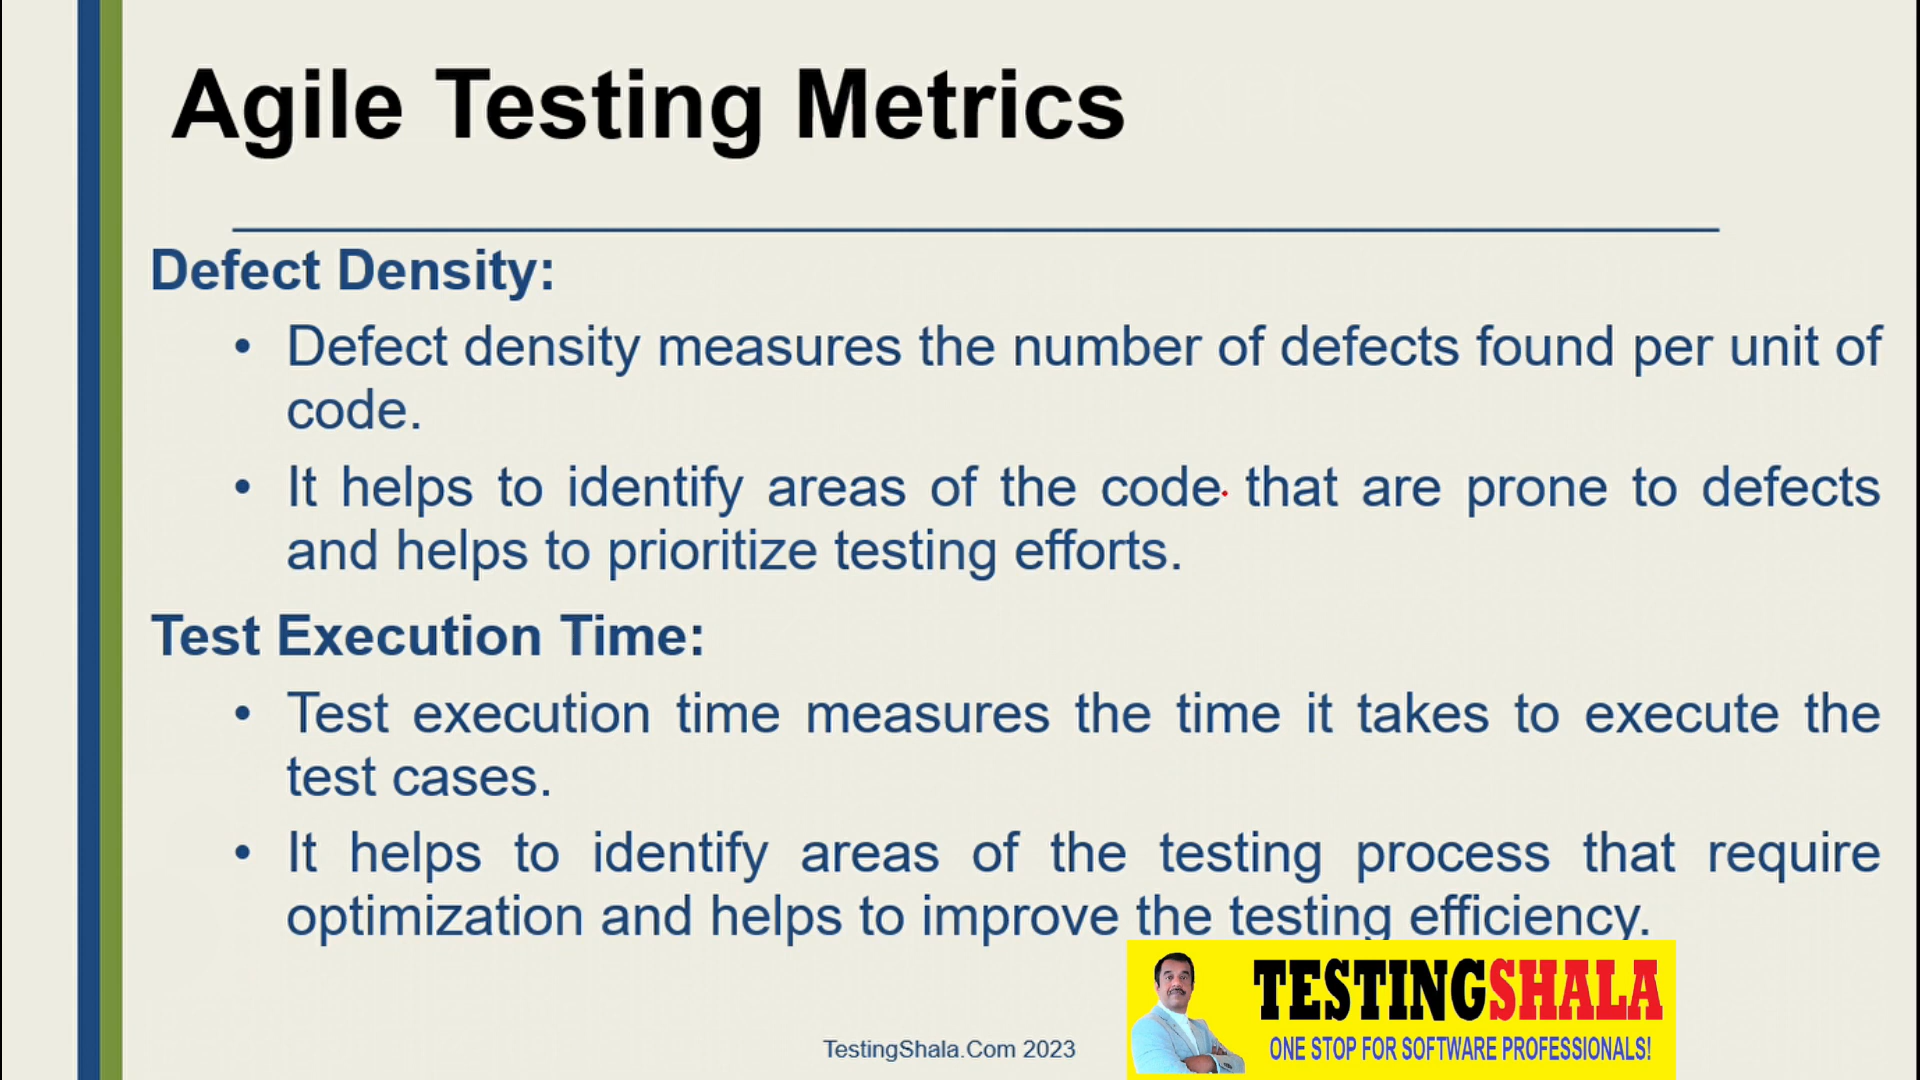 Agile Testing Metrics
Defect Density:
• Defect density measures the number of defects found per unit of
code.
• It helps to identify areas of the code that are prone to defects
and helps to prioritize testing efforts.
Test Execution Time:
• Test execution time measures the time it takes to execute the
test cases.
• It helps to identify areas of the testing process that require
optimization and helps to improve the testing efficiency.
TestingShala.Com 2023
TESTINGSHALA
ONE STOP FOR SOFTWARE PROFESSIONALS!